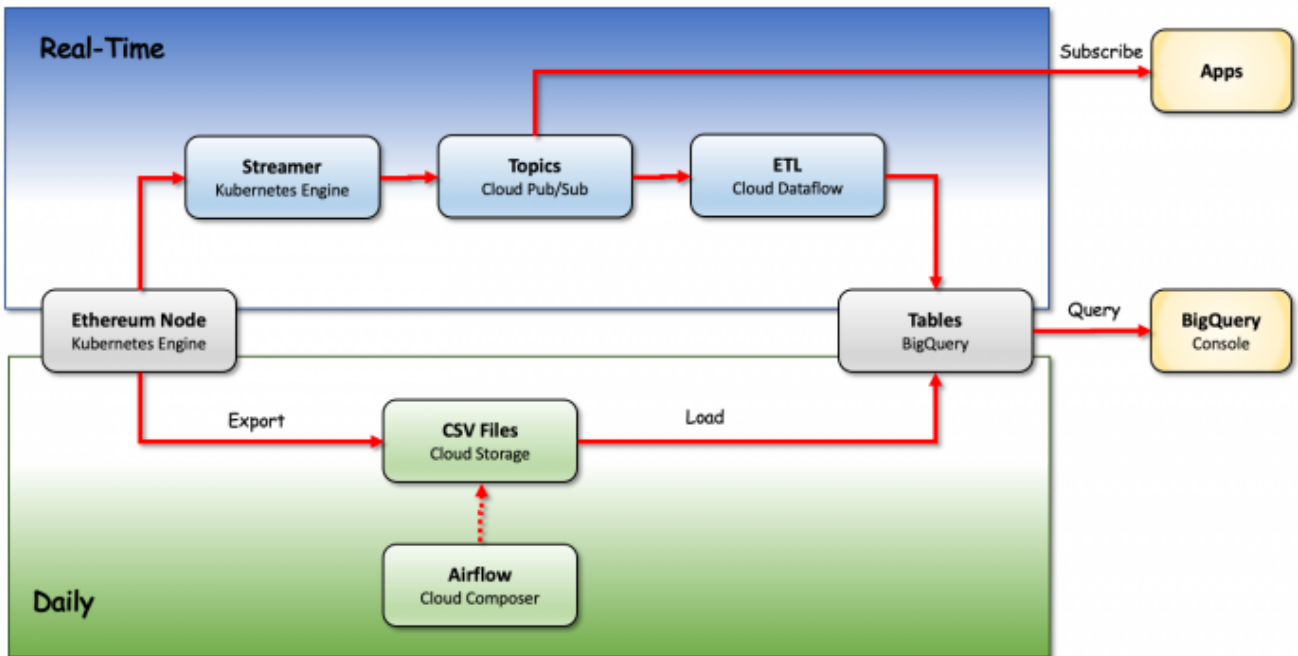 Real-Time
Subscribe
Apps
Streamer
Kubernetes Engine
Topics
Cloud Pub/Sub
ETL
Cloud Dataflow
Ethereum Node
Kubernetes Engine
Tables
BigQuery
Query
BigQuery
Console
Export
CSV Files
Cloud Storage
Load
Airflow
Cloud Composer
Daily